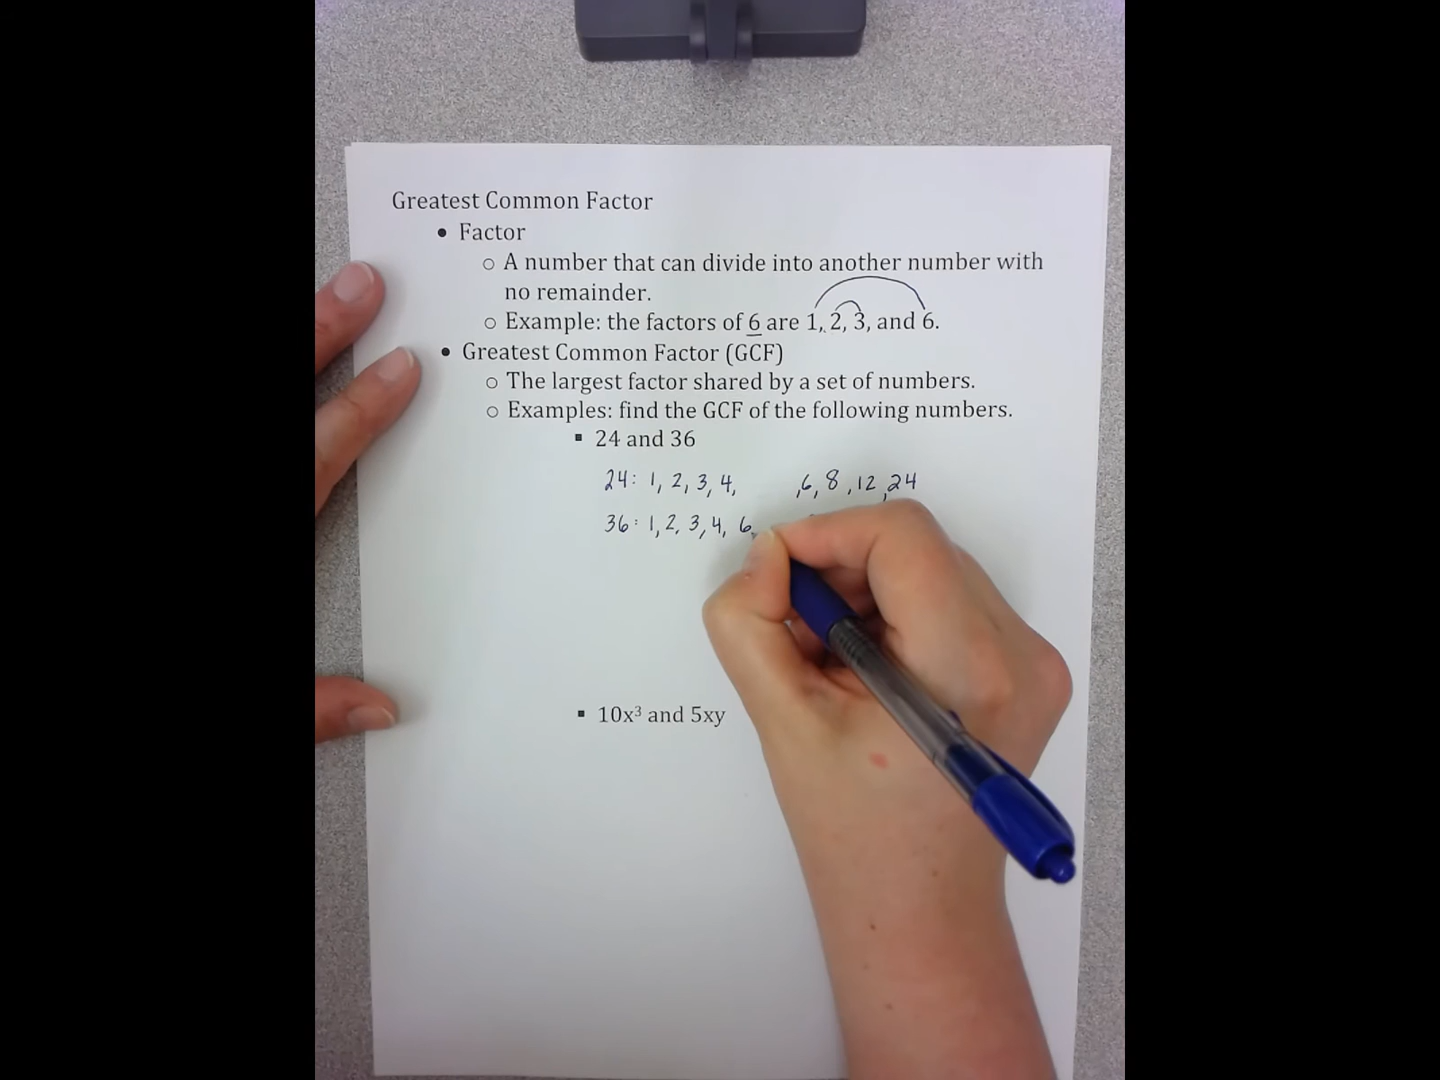 Greatest Common Factor
• Factor
○ A number that can divide into another number with
no remainder.
○ Example: the factors of 6 are 1, 2, 3, and 6.
• Greatest Common Factor (GCF)
○ The largest factor shared by a set of numbers.
○ Examples: find the GCF of the following numbers.
▪ 24 and 36
24: 1, 2, 3, 4, ,6, 8, 12, 24
36: 1, 2, 3, 4, 6,
▪ 10x³ and 5xy